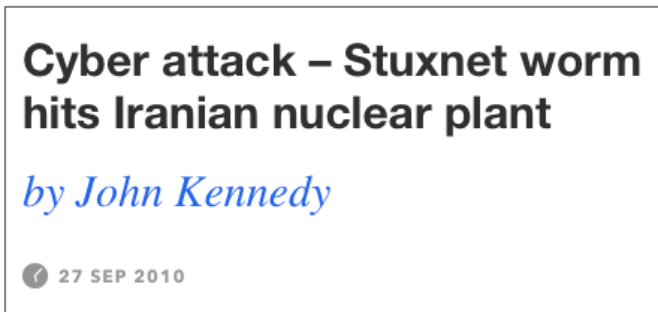 Cyber attack – Stuxnet worm
hits Iranian nuclear plant
by John Kennedy
27 SEP 2010